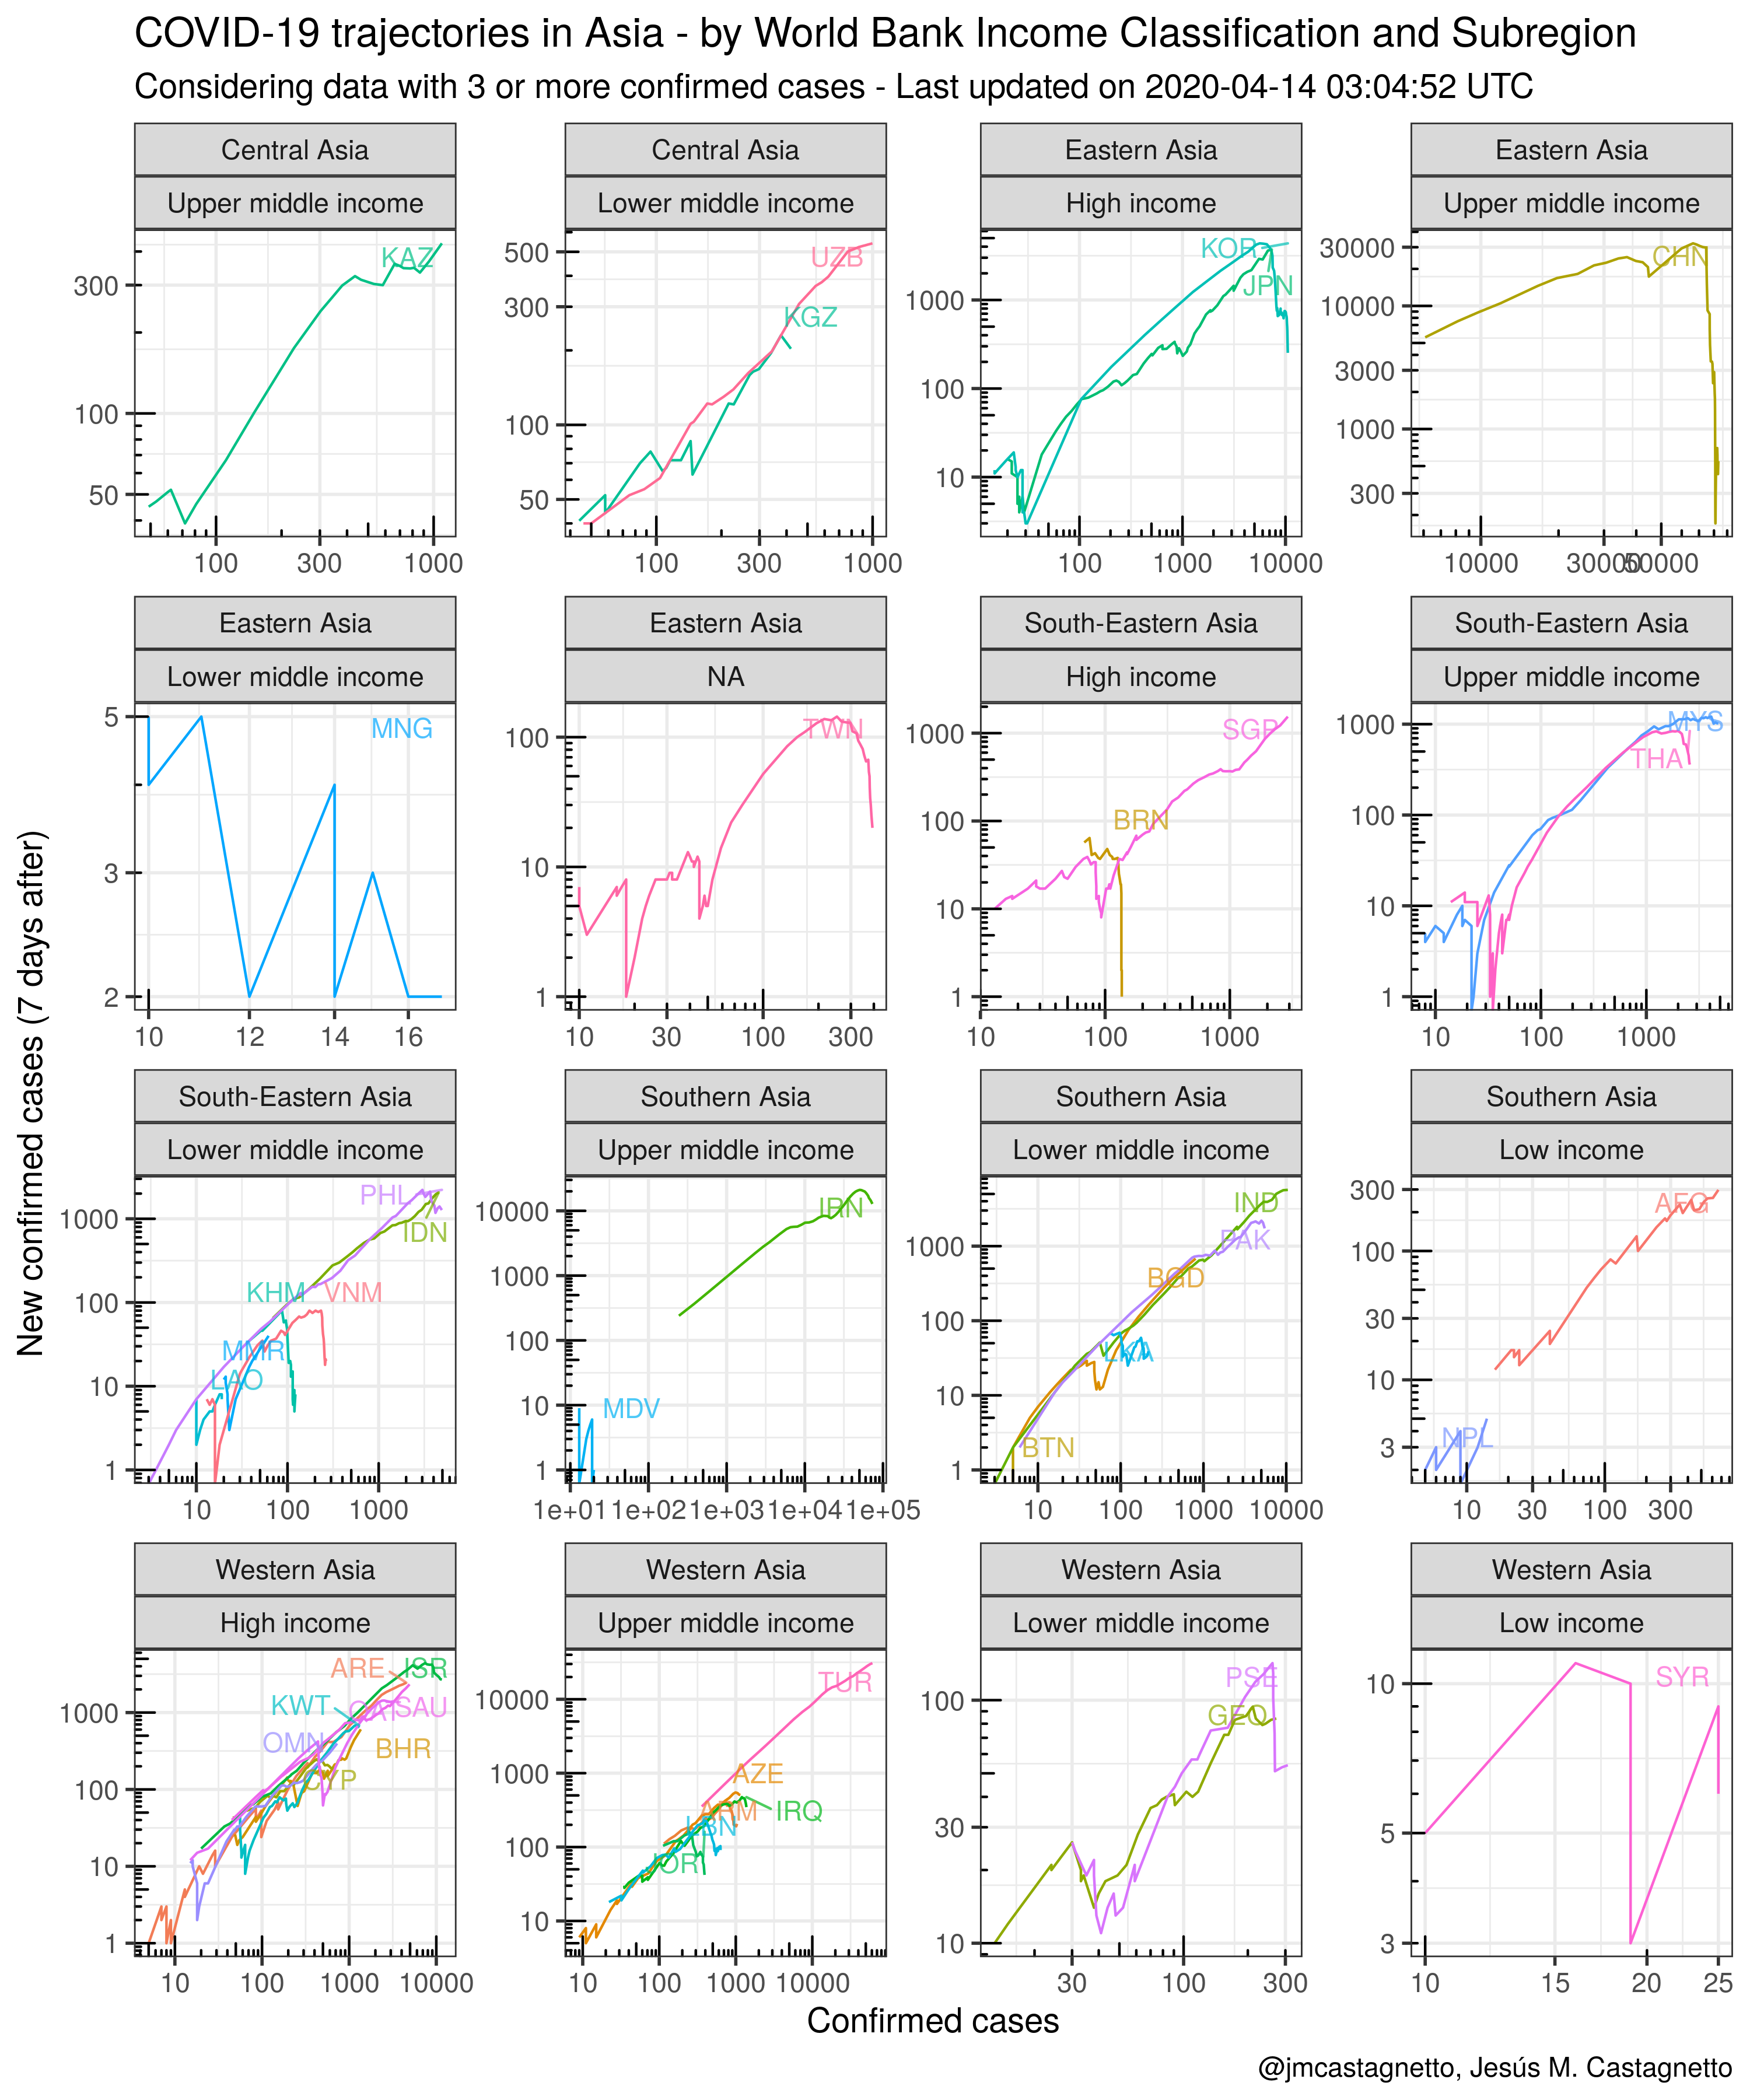 COVID-19 trajectories in Asia - by World Bank Income Classification and Subregion
Considering data with 3 or more confirmed cases - Last updated on 2020-04-14 03:04:52 UTC
New confirmed cases (7 days after)
Central Asia
Upper middle income
KAZ
300
100
50
100 300 1000
Central Asia
Lower middle income
UZB
KGZ
500
300
100
50
100 300 1000
Eastern Asia
High income
KOR
JPN
1000
100
10
100 1000 10000
Eastern Asia
Upper middle income
CHN
30000
10000
3000
1000
300
10000 30000 50000
Eastern Asia
Lower middle income
MNG
5
3
2
10 12 14 16
Eastern Asia
NA
TWN
100
10
1
10 30 100 300
South-Eastern Asia
High income
SGP
BRN
1000
100
10
1
10 100 1000
South-Eastern Asia
Upper middle income
MYS
THA
1000
100
10
1
10 100 1000
South-Eastern Asia
Lower middle income
PHL
IDN
KHM VNM
MMR
LAO
1000
100
10
1
10 100 1000
Southern Asia
Upper middle income
IRN
MDV
10000
1000
100
10
1
1e+01 1e+02 1e+03 1e+04 1e+05
Southern Asia
Lower middle income
IND
PAK
BGD
LKA
BTN
1000
100
10
1
10 100 1000 10000
Southern Asia
Low income
AFG
NPL
300
100
30
10
3
10 30 100 300
Western Asia
High income
ARE ISR
KWT QAT SAU
OMN BHR
CYP
1000
100
10
1
10 100 1000 10000
Western Asia
Upper middle income
TUR
AZE
ARM IRQ
LBN
JOR
10000
1000
100
10
10 100 1000 10000
Western Asia
Lower middle income
PSE
GEO
100
30
10
30 100 300
Western Asia
Low income
SYR
10
5
3
10 15 20 25
Confirmed cases
@jmcastagnetto, Jesús M. Castagnetto